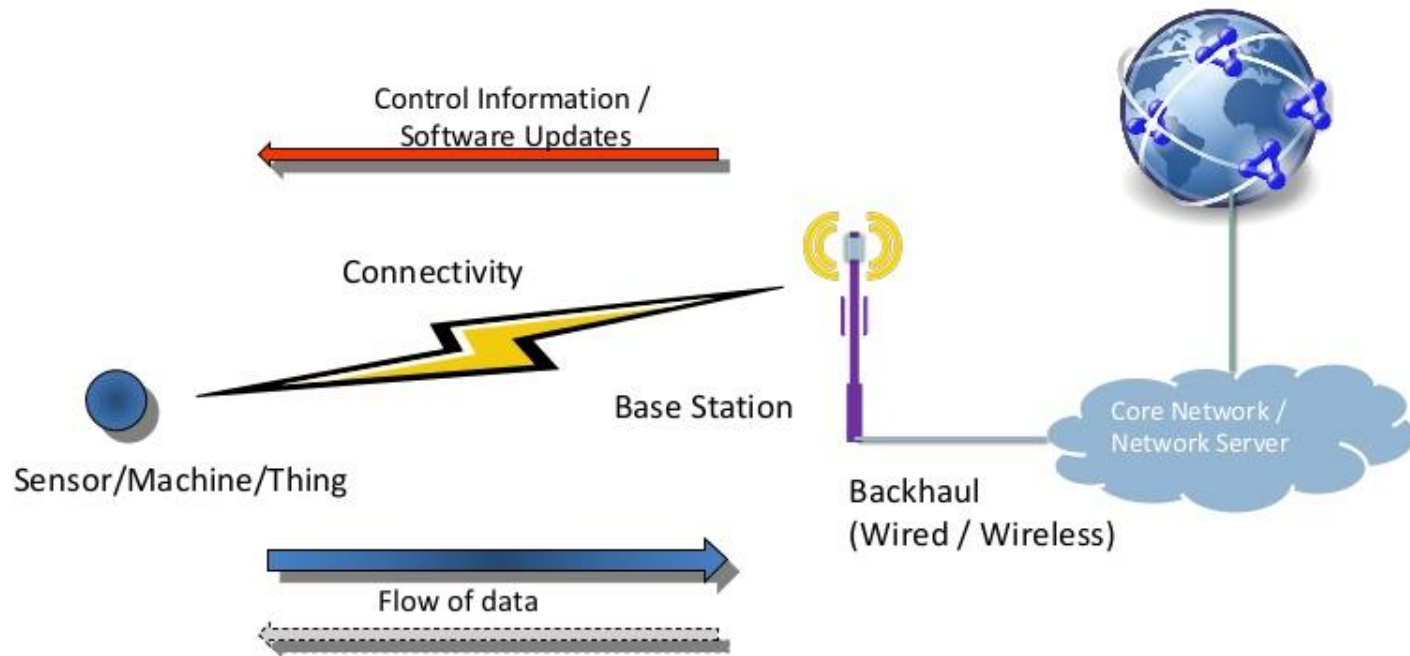 Control Information /
Software Updates
Connectivity
Base Station
Core Network /
Network Server
Sensor/Machine/Thing
Backhaul
(Wired / Wireless)
Flow of data